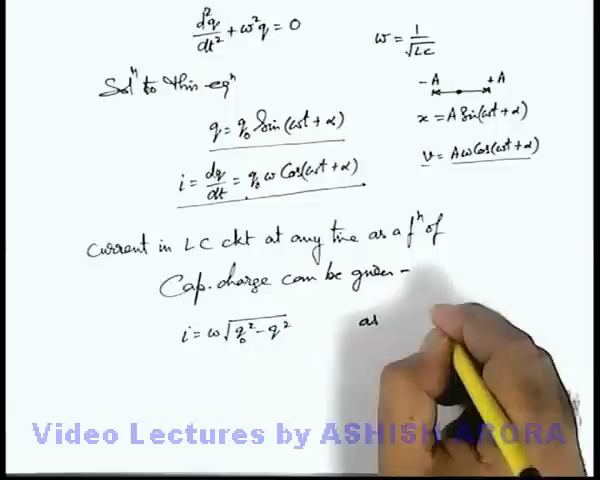 d²q/dt² + ω²q = 0
ω = 1/√LC
Solⁿ to this eqⁿ
-A +A
q = q₀ Sin(ωt + α)
x = A Sin(ωt + α)
i = dq/dt = q₀ ω Cos(ωt + α)
v = Aω Cos(ωt + α)
Current in LC ckt at any time as a fⁿ of
Cap. charge can be given -
i = ω√q₀² - q² as
Video Lectures by ASHISH ARORA